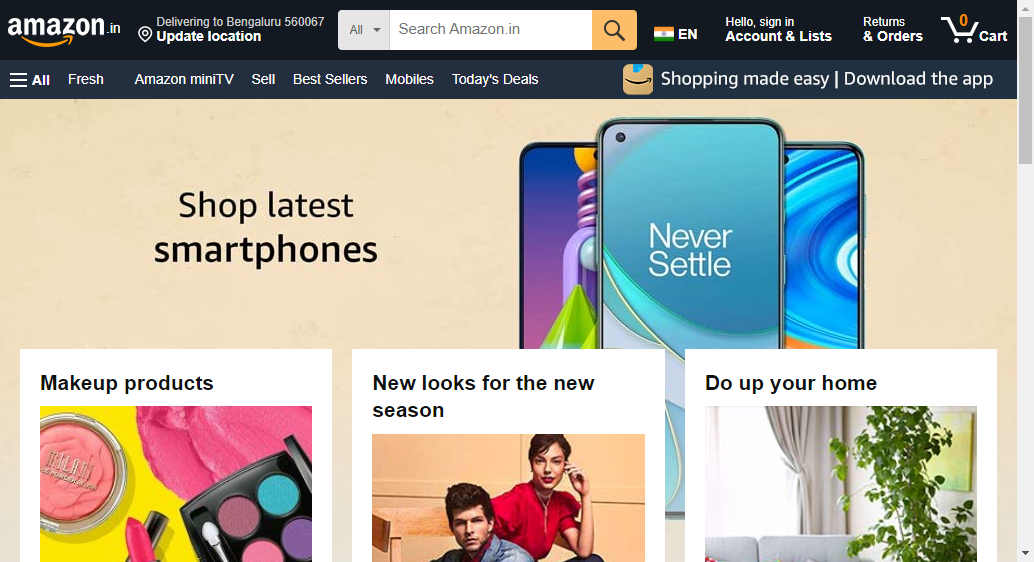 amazon.in
Delivering to Bengaluru 560067
Update location
All
Search Amazon.in
EN
Hello, sign in
Account & Lists
Returns
& Orders
0
Cart
All
Fresh
Amazon miniTV
Sell
Best Sellers
Mobiles
Today's Deals
Shopping made easy | Download the app
Shop latest
smartphones
Never
Settle
Makeup products
New looks for the new
season
Do up your home
MILANI